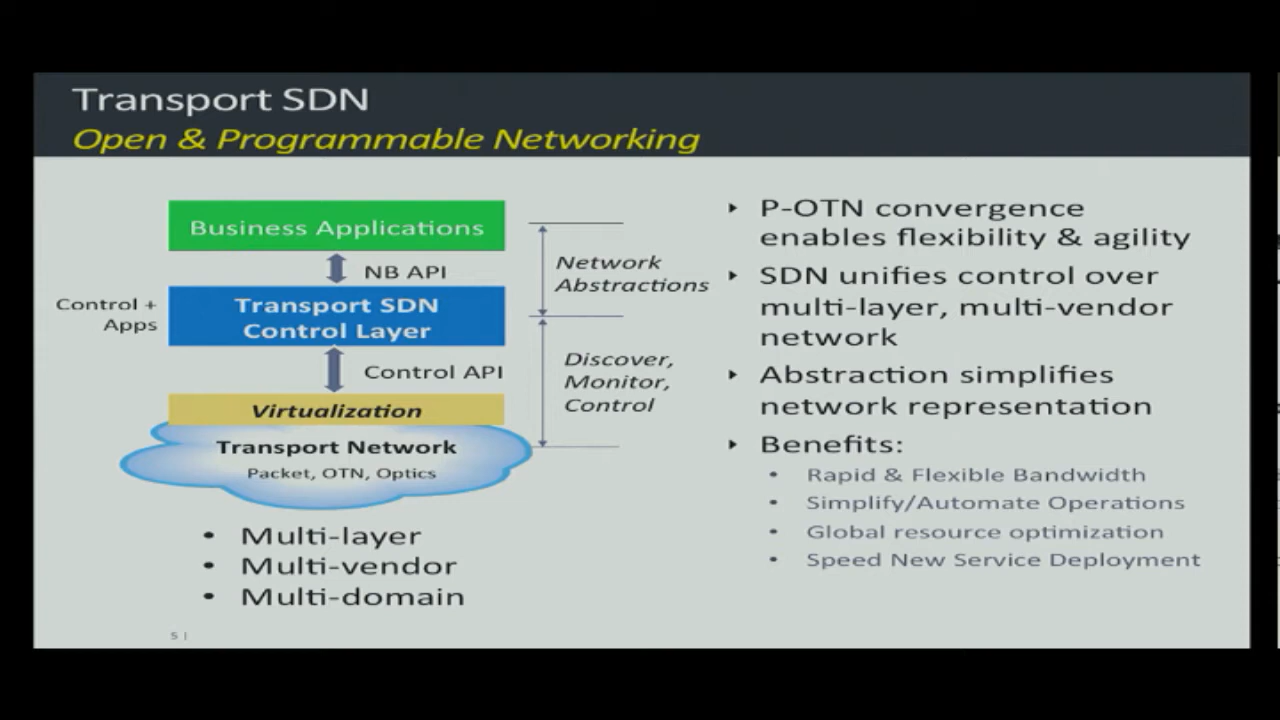 Transport SDN
Open & Programmable Networking
Business Applications
NB API
Control +
Apps
Transport SDN
Control Layer
Control API
Virtualization
Transport Network
Packet, OTN, Optics
Network
Abstractions
Discover,
Monitor,
Control
• Multi-layer
• Multi-vendor
• Multi-domain
‣ P-OTN convergence
enables flexibility & agility
‣ SDN unifies control over
multi-layer, multi-vendor
network
‣ Abstraction simplifies
network representation
‣ Benefits:
• Rapid & Flexible Bandwidth
• Simplify/Automate Operations
• Global resource optimization
• Speed New Service Deployment
5 |